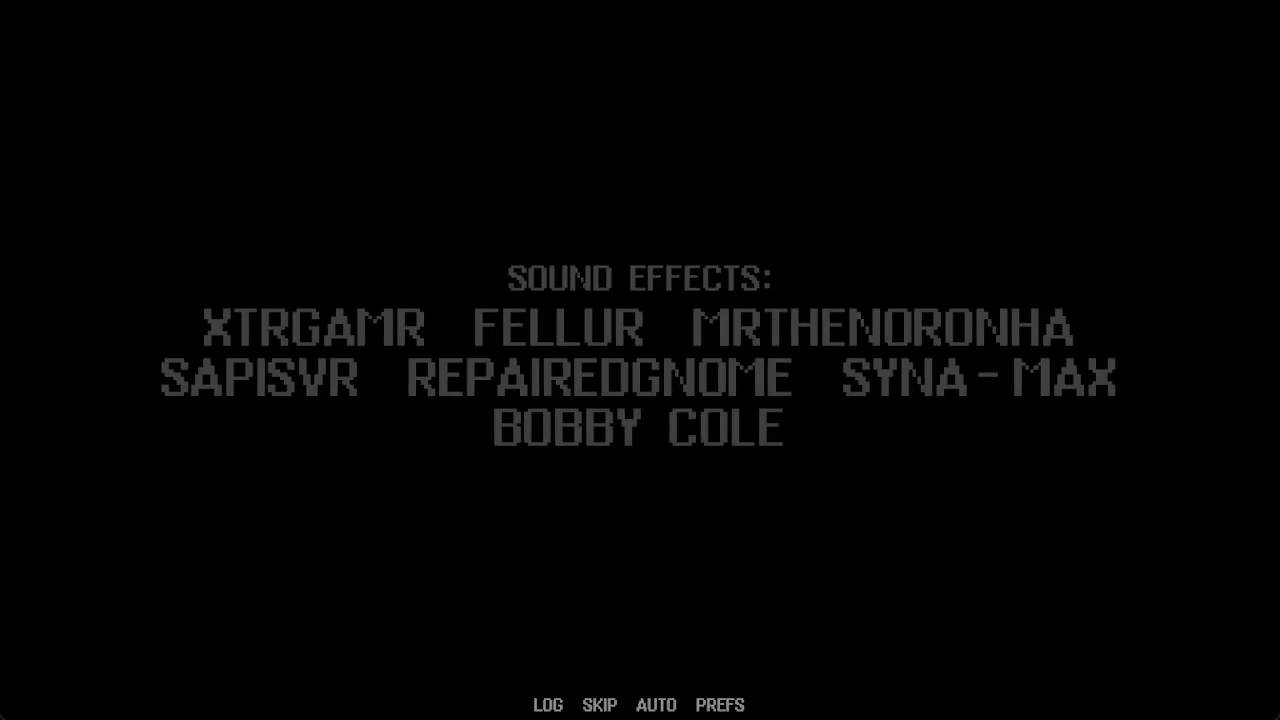 SOUND EFFECTS:
XTRGAMR FELLUR MRTHENORONHA
SAPISVR REPAIREDGNOME SYNA-MAX
BOBBY COLE
LOG SKIP AUTO PREFS